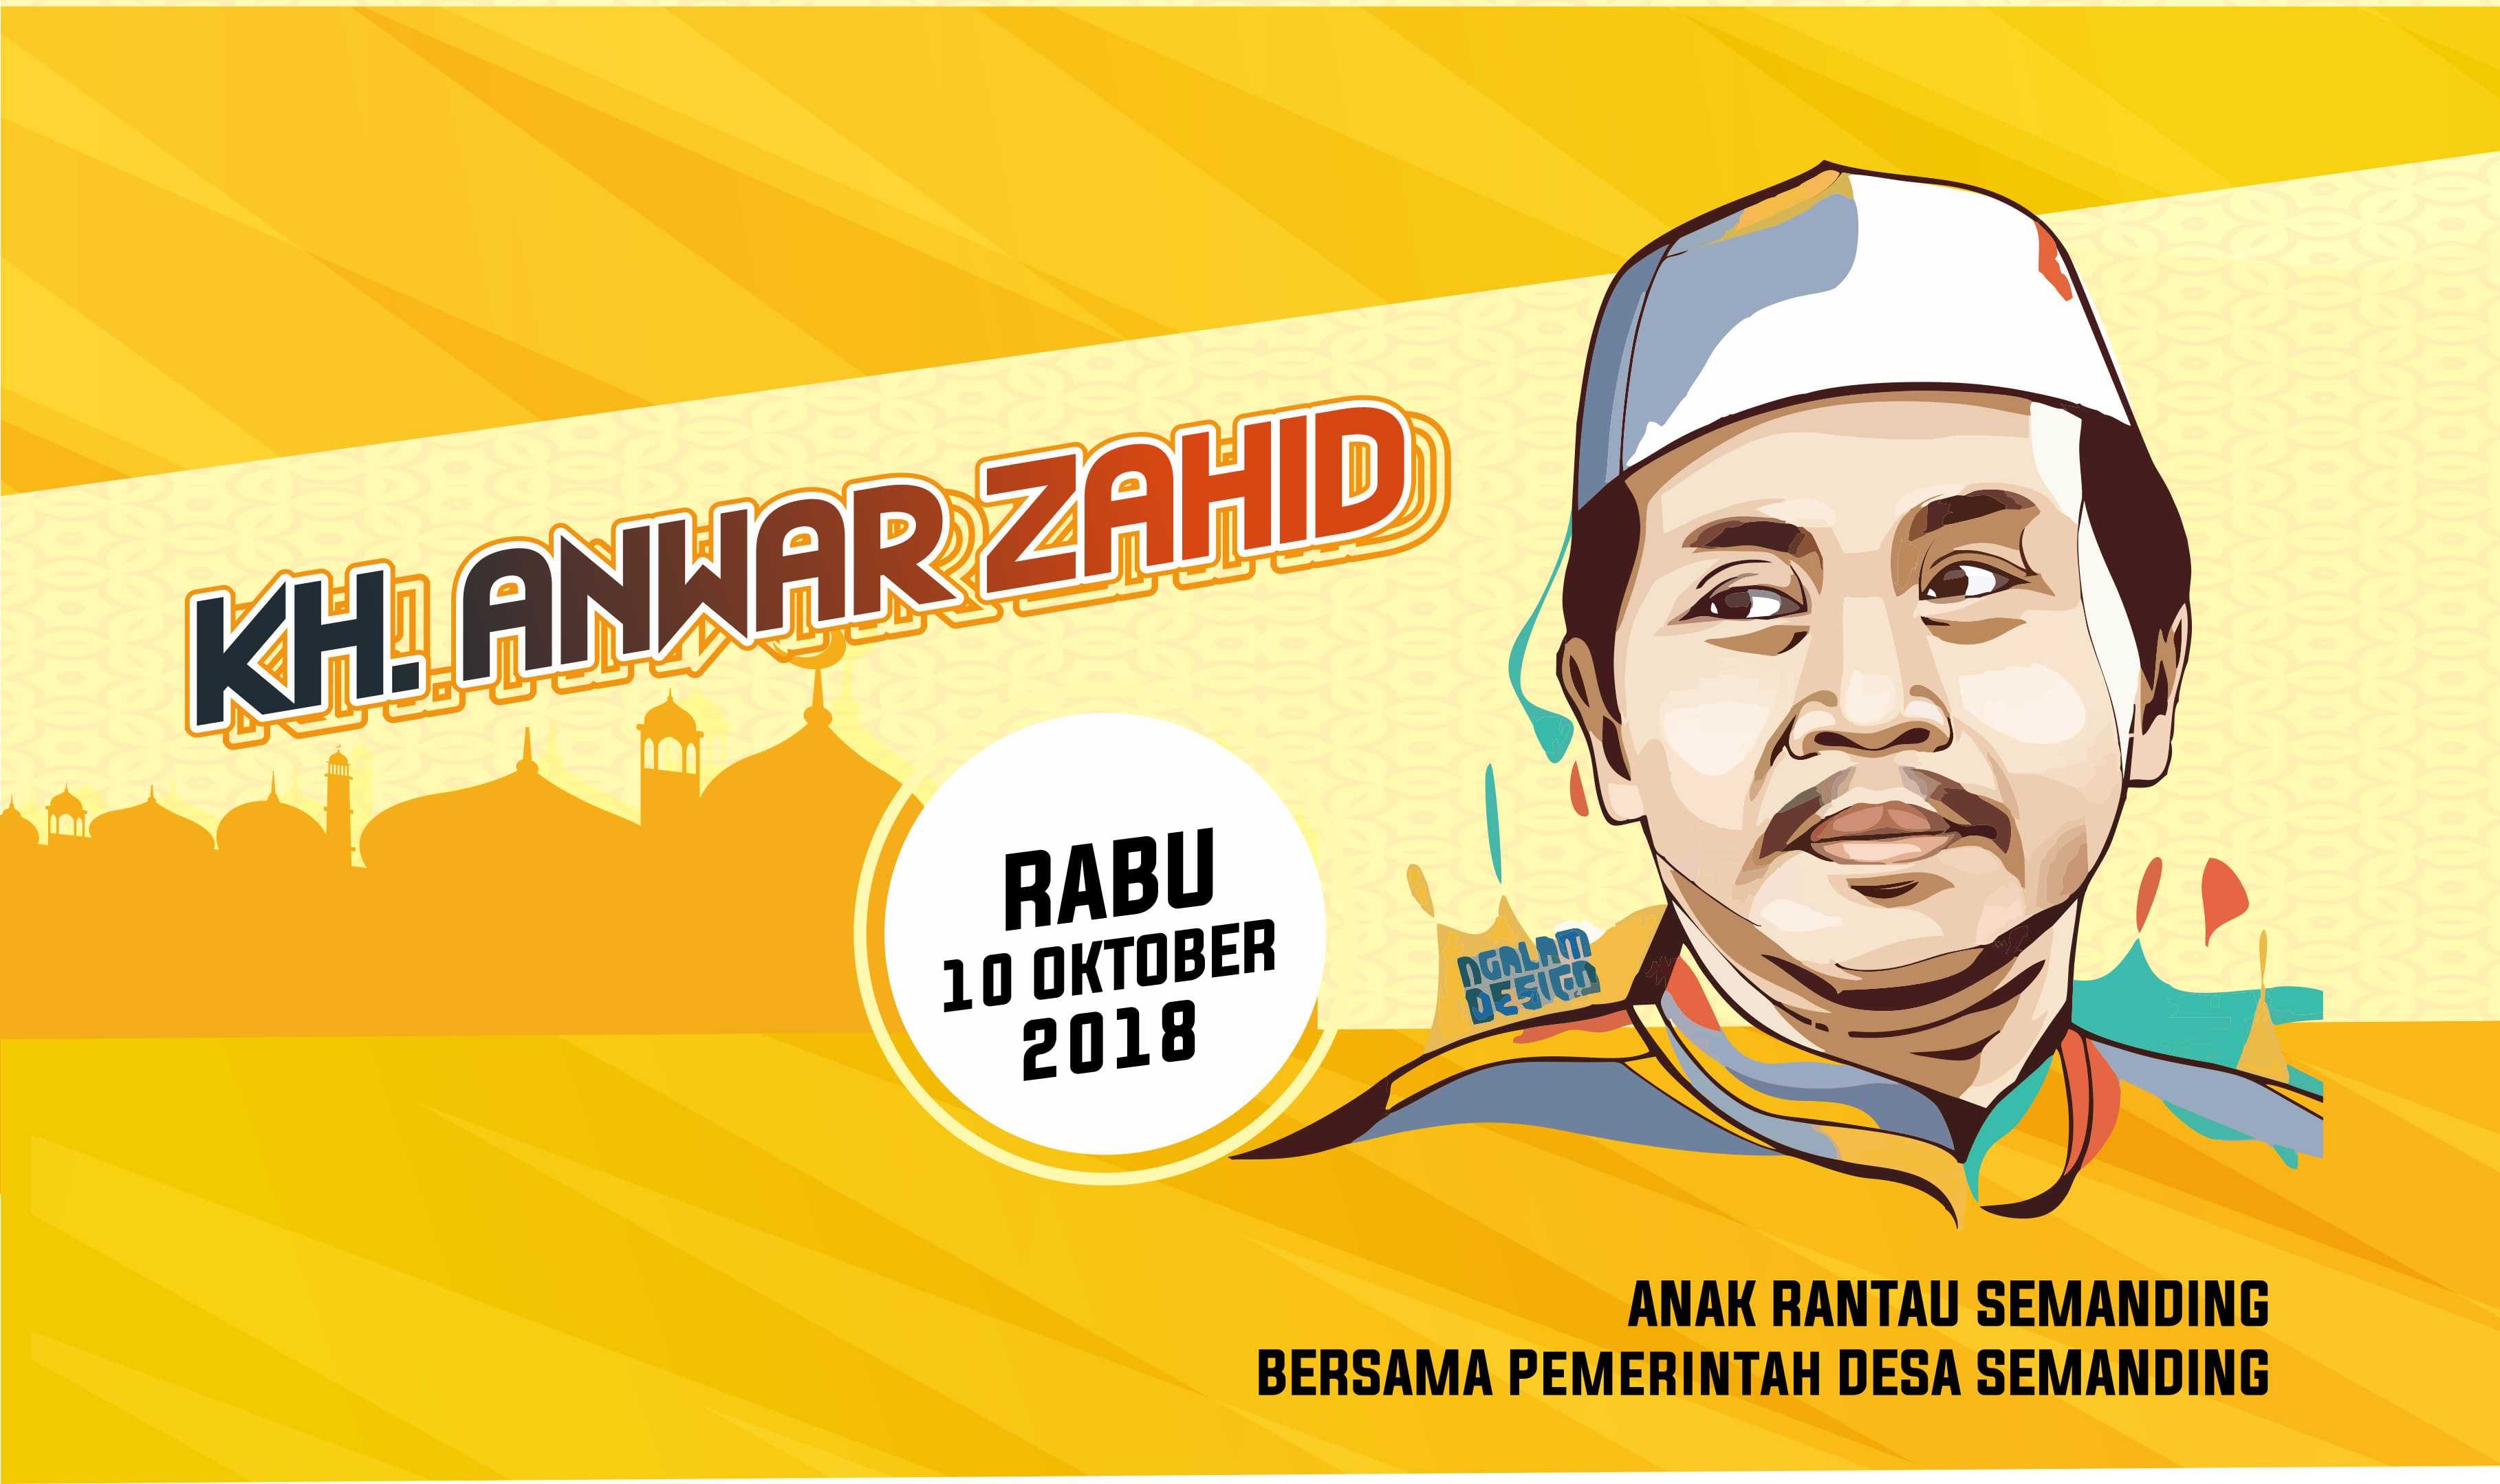 KH. ANWAR ZAHID
RABU
10 OKTOBER
2018
NGALAM
DESIGN
ANAK RANTAU SEMANDING
BERSAMA PEMERINTAH DESA SEMANDING